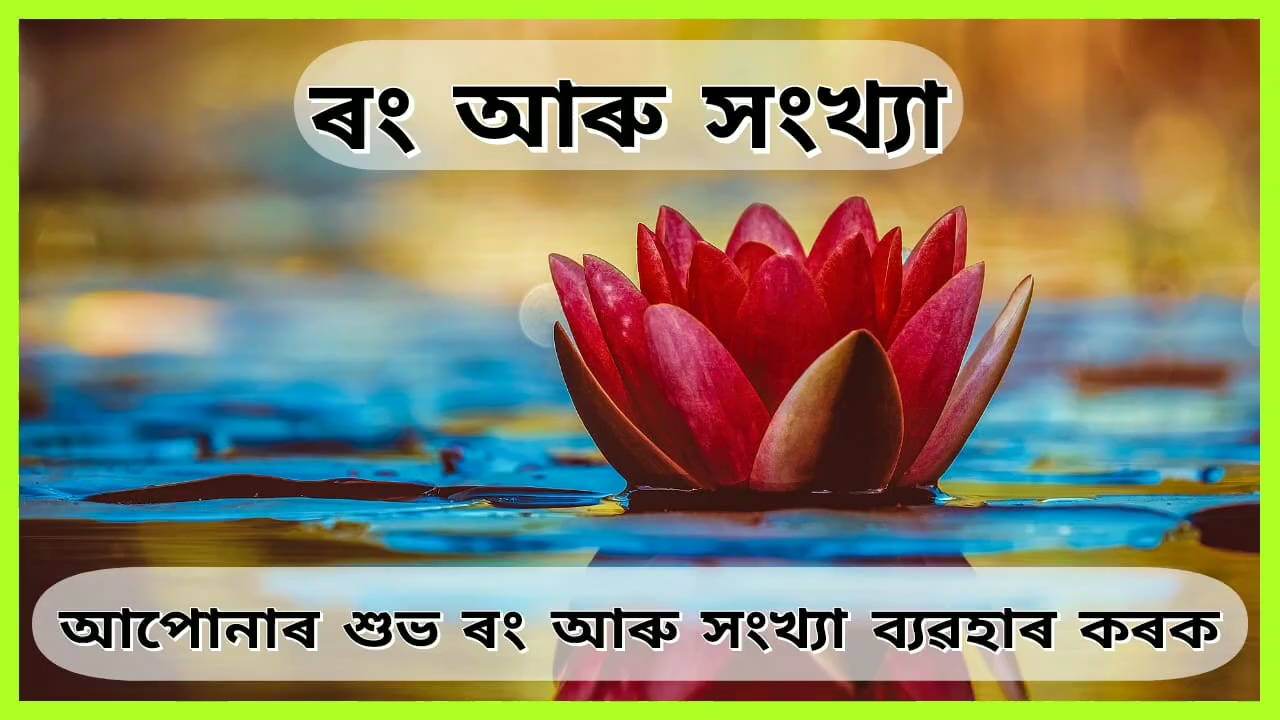 ৰং আৰু সংখ্যা
আপোনাৰ শুভ ৰং আৰু সংখ্যা ব্যৱহাৰ কৰক